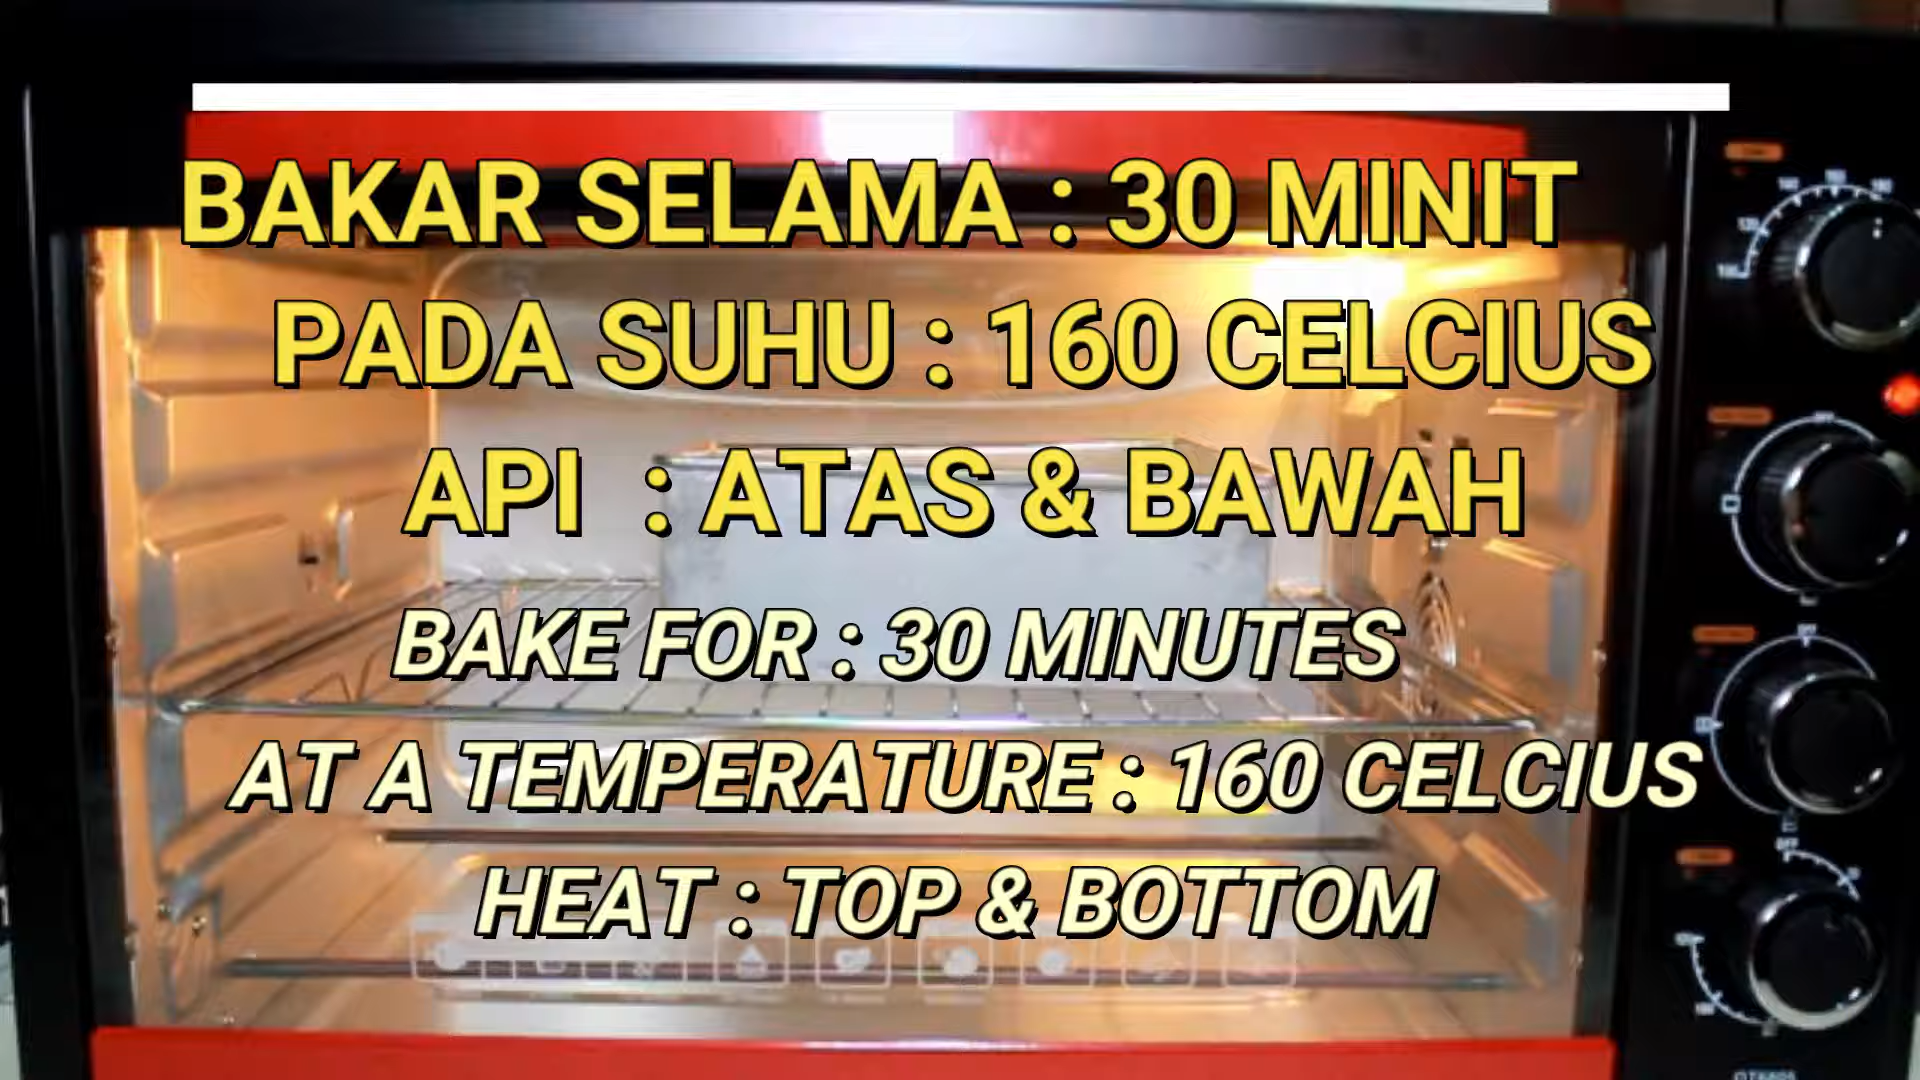 BAKAR SELAMA : 30 MINIT
PADA SUHU : 160 CELCIUS
API : ATAS & BAWAH
BAKE FOR : 30 MINUTES
AT A TEMPERATURE : 160 CELCIUS
HEAT : TOP & BOTTOM